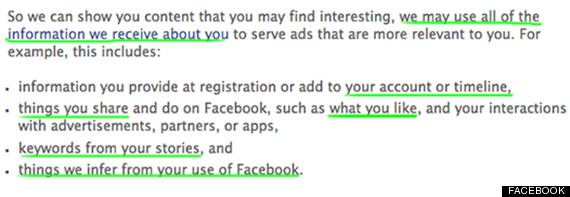 So we can show you content that you may find interesting, we may use all of the
information we receive about you to serve ads that are more relevant to you. For
example, this includes:
• information you provide at registration or add to your account or timeline,
• things you share and do on Facebook, such as what you like, and your interactions
with advertisements, partners, or apps,
• keywords from your stories, and
• things we infer from your use of Facebook.
FACEBOOK